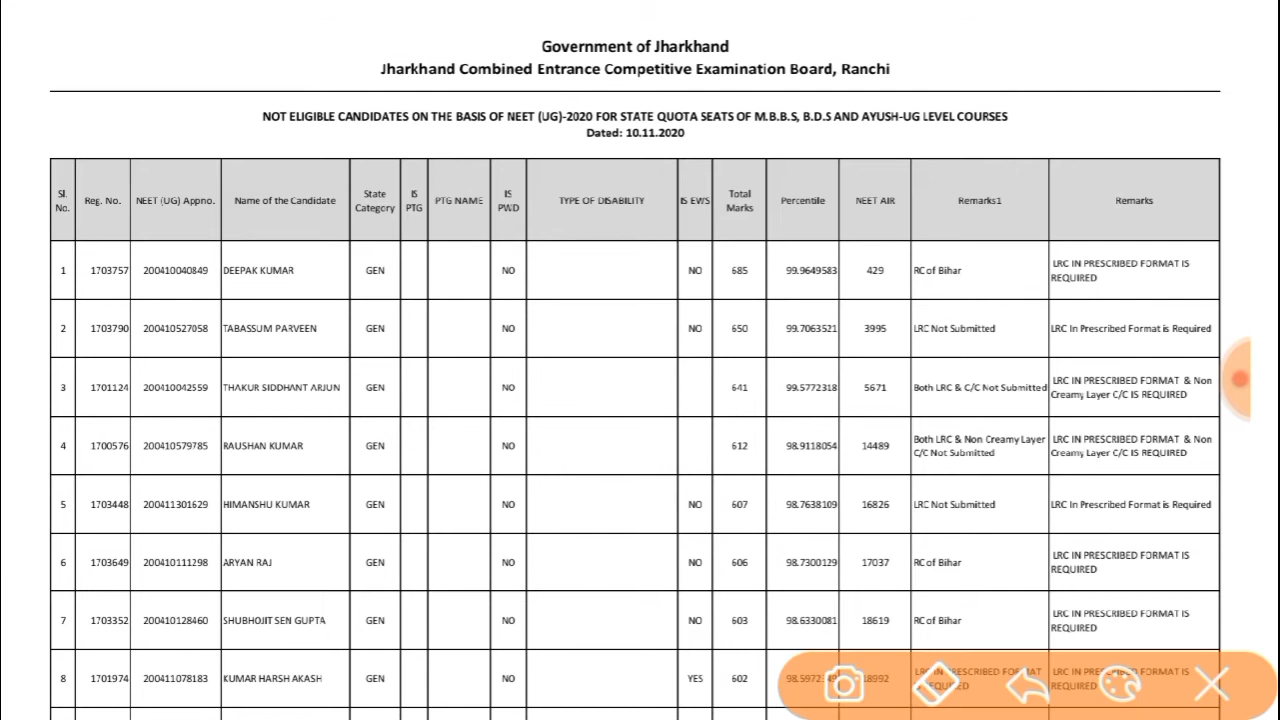 Government of Jharkhand
Jharkhand Combined Entrance Competitive Examination Board, Ranchi
NOT ELIGIBLE CANDIDATES ON THE BASIS OF NEET (UG)-2020 FOR STATE QUOTA SEATS OF M.B.B.S, B.D.S AND AYUSH-UG LEVEL COURSES
Dated: 10.11.2020
Sl. No. Reg. No. NEET (UG) Appno. Name of the Candidate State Category IS PTG PTG NAME IS PWD TYPE OF DISABILITY IS EWS Total Marks Percentile NEET AIR Remarks1 Remarks
1 1703757 200410040849 DEEPAK KUMAR GEN NO NO 685 99.9649583 429 RC of Bihar LRC IN PRESCRIBED FORMAT IS REQUIRED
2 1703790 200410527058 TABASSUM PARVEEN GEN NO NO 650 99.7063521 3995 LRC Not Submitted LRC In Prescribed Format is Required
3 1701124 200410042559 THAKUR SIDDHANT ARJUN GEN NO 641 99.5772318 5671 Both LRC & C/C Not Submitted LRC IN PRESCRIBED FORMAT & Non Creamy Layer C/C IS REQUIRED
4 1700576 200410579785 RAUSHAN KUMAR GEN NO 612 98.9118054 14489 Both LRC & Non Creamy Layer C/C Not Submitted LRC IN PRESCRIBED FORMAT & Non Creamy Layer C/C IS REQUIRED
5 1703448 200411301629 HIMANSHU KUMAR GEN NO NO 607 98.7638109 16826 LRC Not Submitted LRC In Prescribed Format is Required
6 1703649 200410111298 ARYAN RAJ GEN NO NO 606 98.7300129 17037 RC of Bihar LRC IN PRESCRIBED FORMAT IS REQUIRED
7 1703352 200410128460 SHUBHOJIT SEN GUPTA GEN NO NO 603 98.6330081 18619 RC of Bihar LRC IN PRESCRIBED FORMAT IS REQUIRED
8 1701974 200411078183 KUMAR HARSH AKASH GEN NO YES 602 18992 LRC IN PRESCRIBED FORMAT IS REQUIRED LRC IN PRESCRIBED FORMAT IS REQUIRED